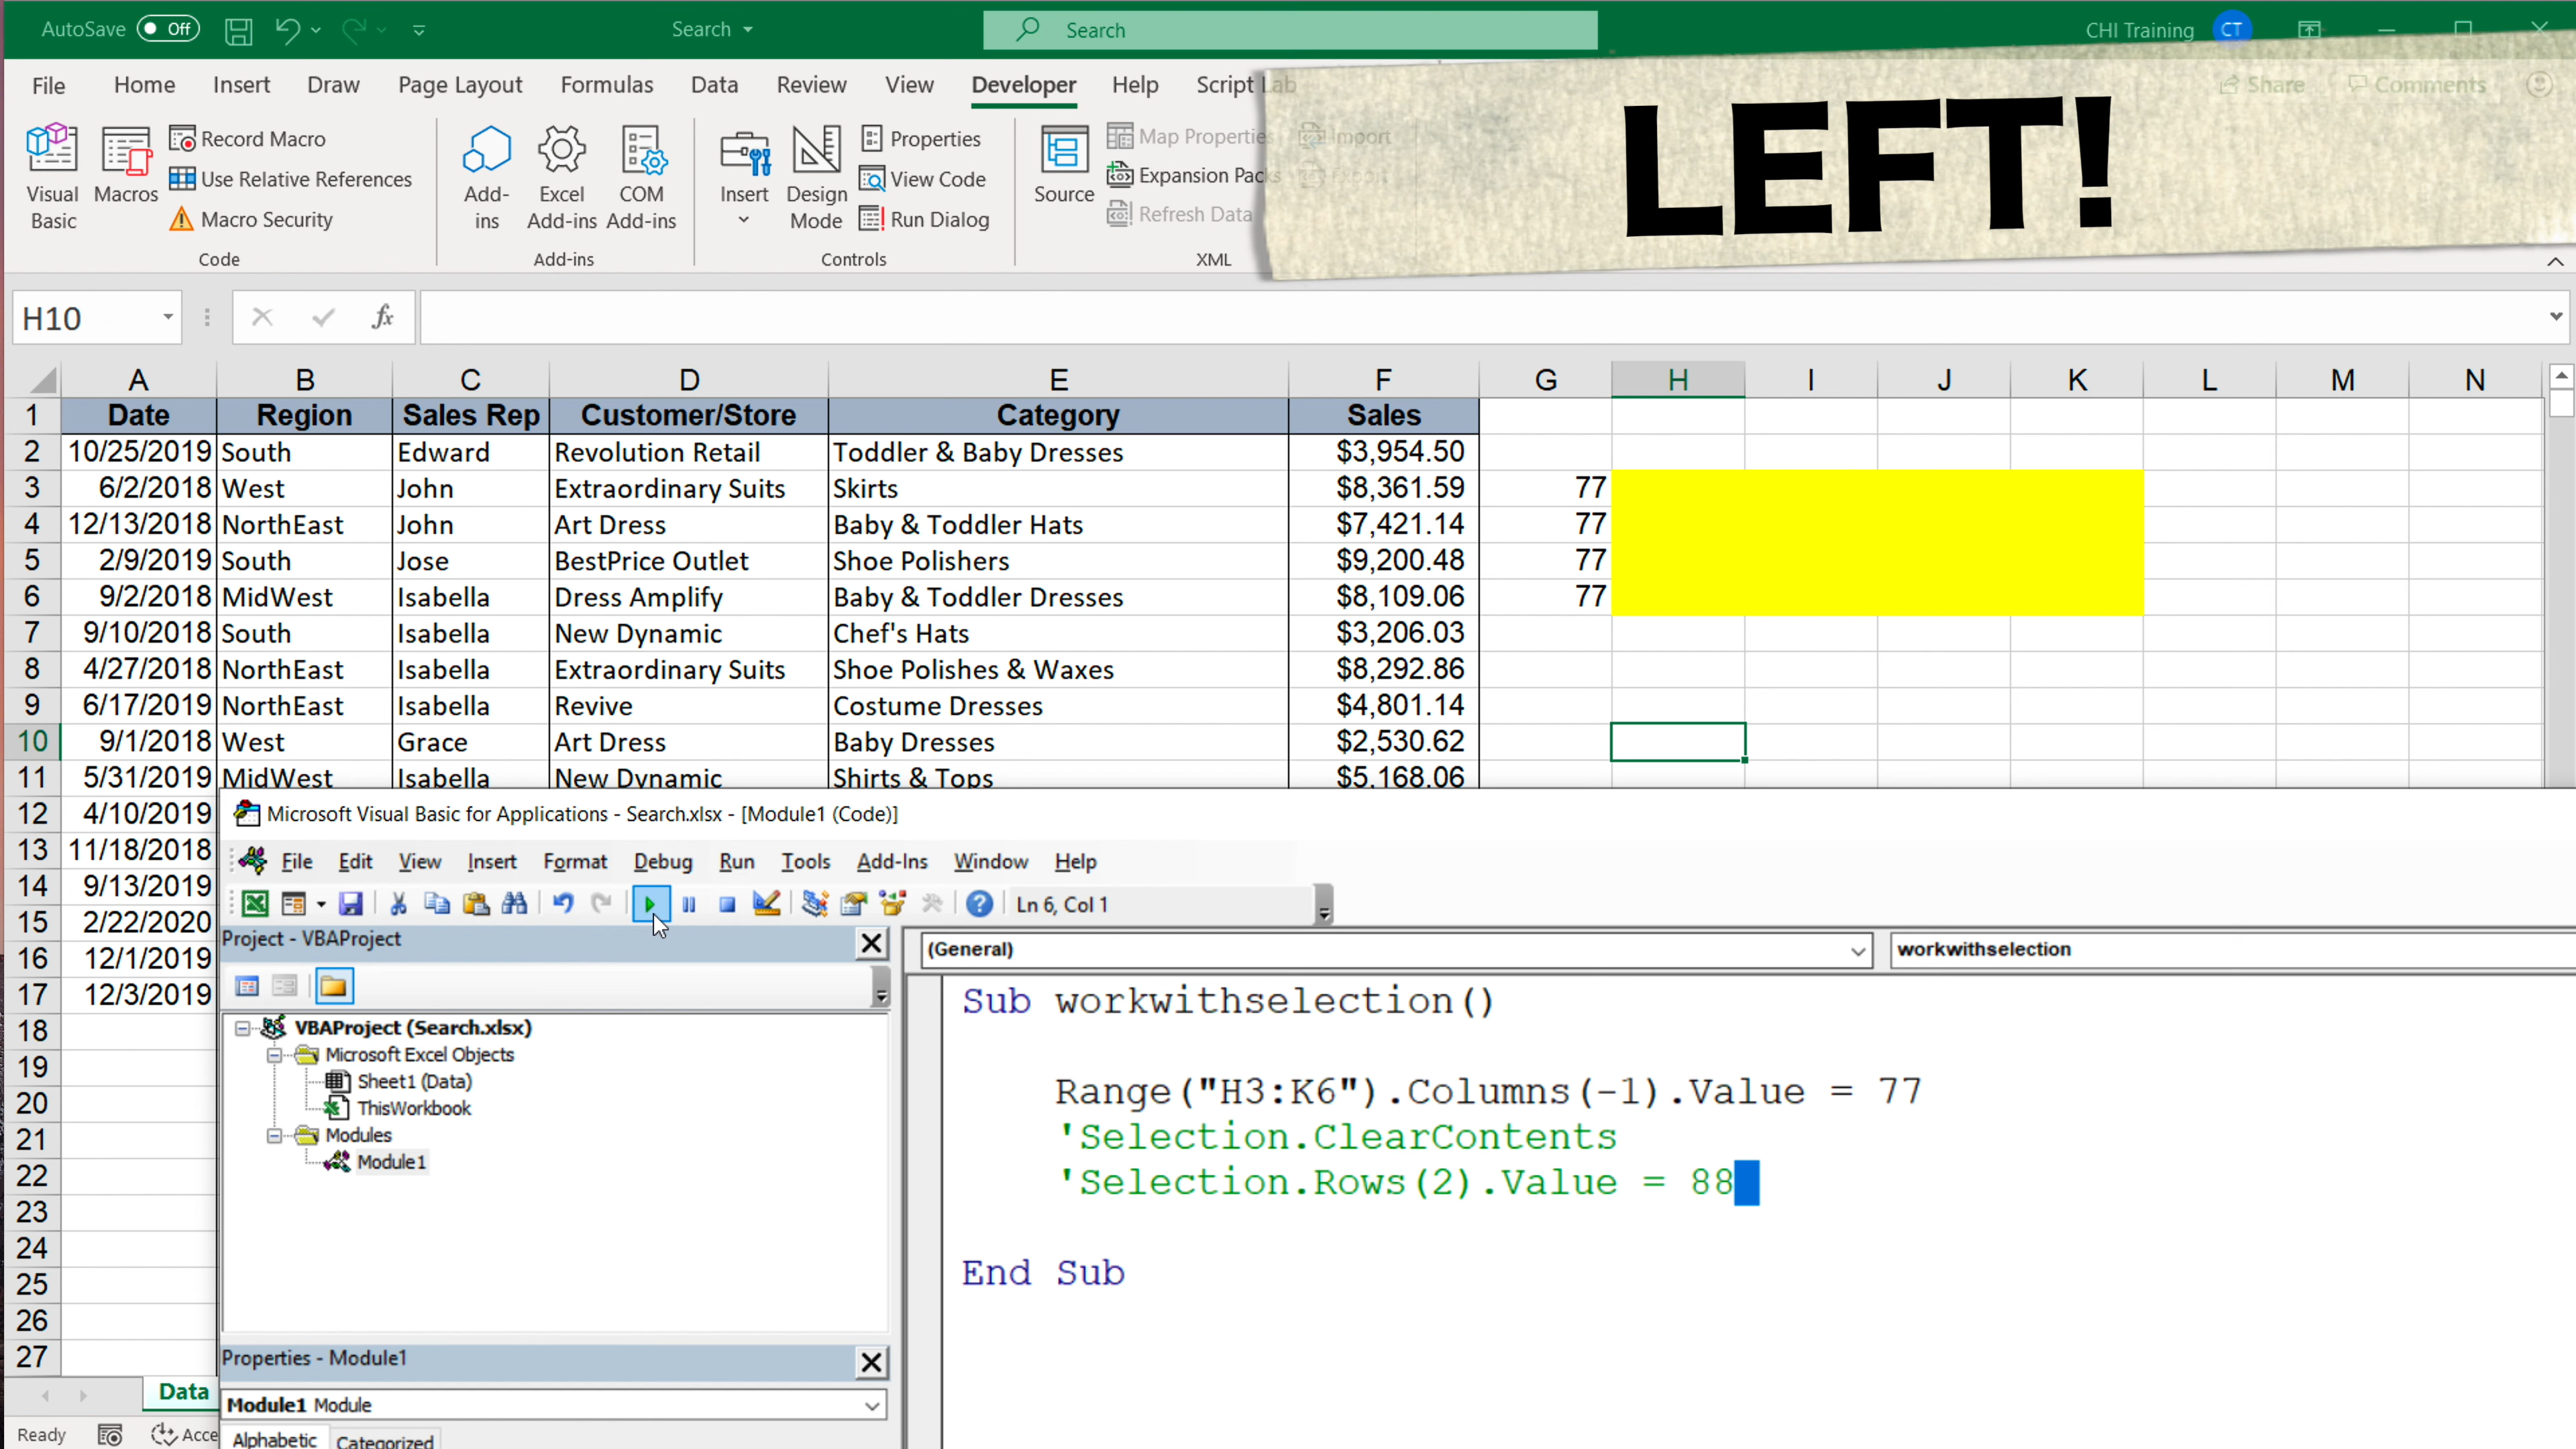 AutoSave Off Search Search CHI Training CT
LEFT!
File Home Insert Draw Page Layout Formulas Data Review View Developer Help Script Lab Share Comments
Visual Basic
Macros
Record Macro
Use Relative References
Macro Security
Code
Add-ins
Excel Add-ins
COM Add-ins
Add-ins
Insert
Design Mode
Properties
View Code
Run Dialog
Controls
Source
Map Properties
Expansion Packs
Refresh Data
Import
Export
XML
H10 fx
A B C D E F G H I J K L M N
1 Date Region Sales Rep Customer/Store Category Sales
2 10/25/2019 South Edward Revolution Retail Toddler & Baby Dresses $3,954.50
3 6/2/2018 West John Extraordinary Suits Skirts $8,361.59 77
4 12/13/2018 NorthEast John Art Dress Baby & Toddler Hats $7,421.14 77
5 2/9/2019 South Jose BestPrice Outlet Shoe Polishers $9,200.48 77
6 9/2/2018 MidWest Isabella Dress Amplify Baby & Toddler Dresses $8,109.06 77
7 9/10/2018 South Isabella New Dynamic Chef's Hats $3,206.03
8 4/27/2018 NorthEast Isabella Extraordinary Suits Shoe Polishes & Waxes $8,292.86
9 6/17/2019 NorthEast Isabella Revive Costume Dresses $4,801.14
10 9/1/2018 West Grace Art Dress Baby Dresses $2,530.62
11 5/31/2019 MidWest Isabella New Dynamic Shirts & Tops $5,168.06
12 4/10/2019
13 11/18/2018
14 9/13/2019
15 2/22/2020
16 12/1/2019
17 12/3/2019
18
19
20
21
22
23
24
25
26
27
Data
Ready Acce
Microsoft Visual Basic for Applications - Search.xlsx - [Module1 (Code)]
File Edit View Insert Format Debug Run Tools Add-Ins Window Help
Ln 6, Col 1
Project - VBAProject
VBAProject (Search.xlsx)
Microsoft Excel Objects
Sheet1 (Data)
ThisWorkbook
Modules
Module1
Properties - Module1
Module1 Module
Alphabetic Categorized
(General) workwithselection
Sub workwithselection()
Range("H3:K6").Columns(-1).Value = 77
'Selection.ClearContents
'Selection.Rows(2).Value = 88
End Sub